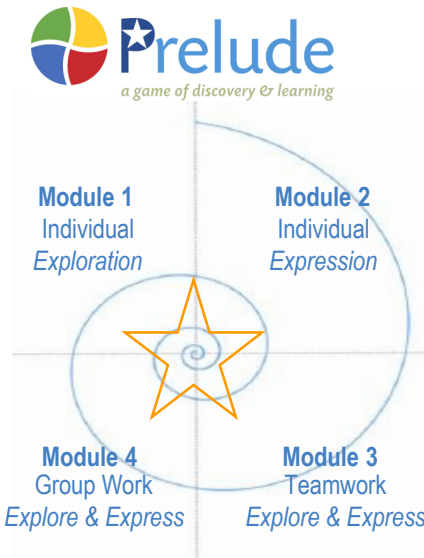 Prelude
a game of discovery & learning
Module 1
Individual
Exploration
Module 2
Individual
Expression
Module 4
Group Work
Explore & Express
Module 3
Teamwork
Explore & Express